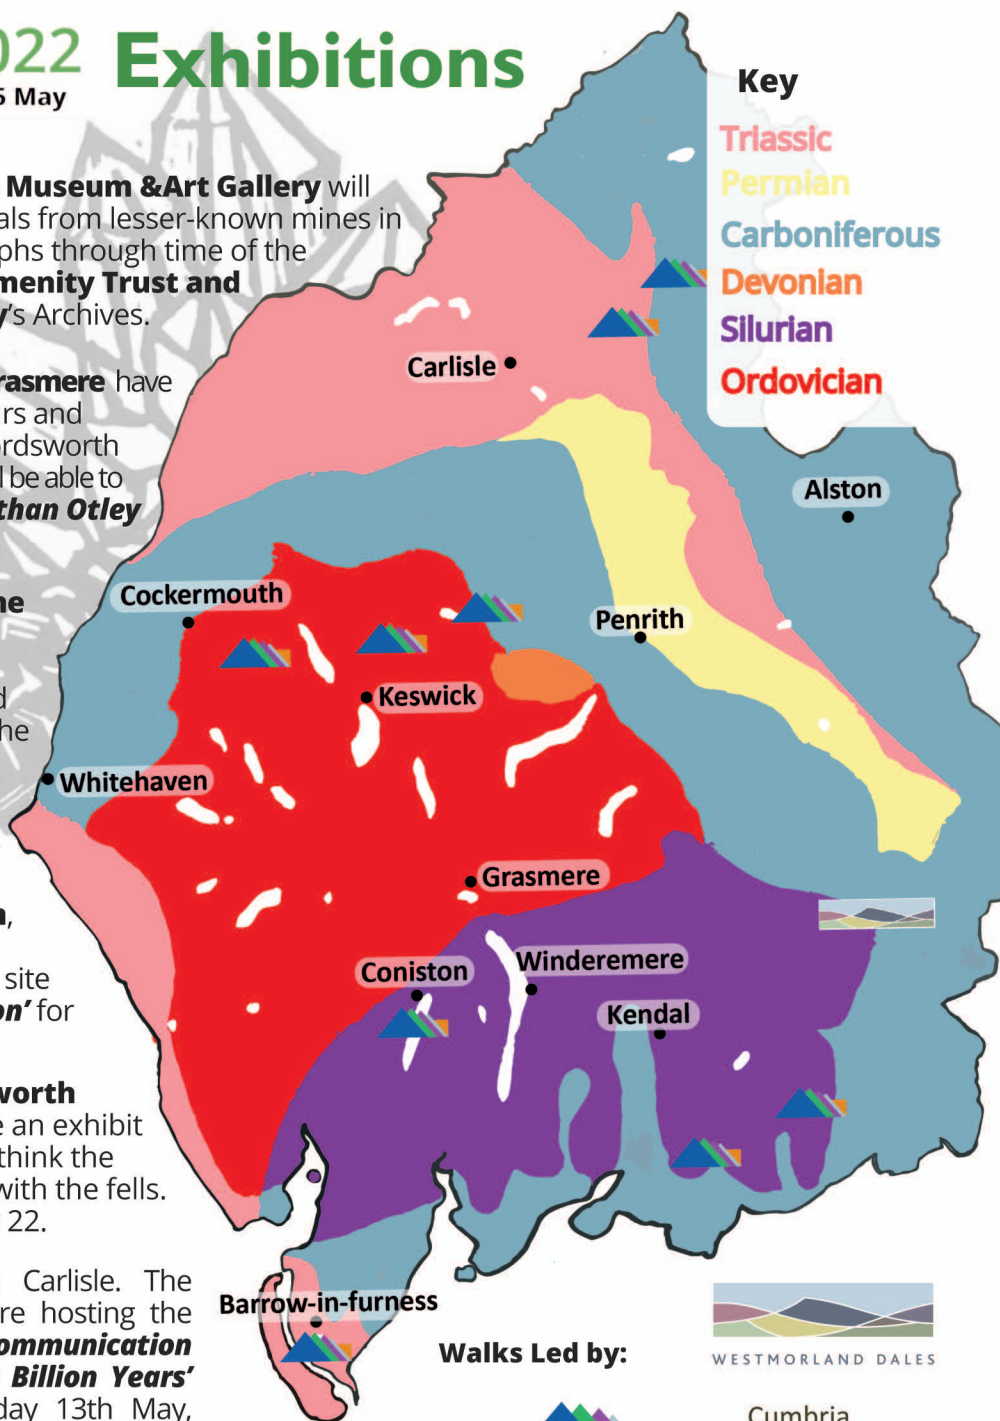 022
5 May
Exhibitions
Museum &Art Gallery will
als from lesser-known mines in
phs through time of the
menity Trust and
y's Archives.
rasmere have
rs and
ordsworth
l be able to
than Otley
ne
d
he
n,
site
on' for
worth
e an exhibit
think the
with the fells.
22.
Carlisle. The
re hosting the
ommunication
Billion Years'
day 13th May,
Key
Triassic
Permian
Carboniferous
Devonian
Silurian
Ordovician
Carlisle
Alston
Cockermouth
Penrith
Keswick
Whitehaven
Grasmere
Coniston
Winderemere
Kendal
Barrow-in-furness
Walks Led by:
WESTMORLAND DALES
Cumbria